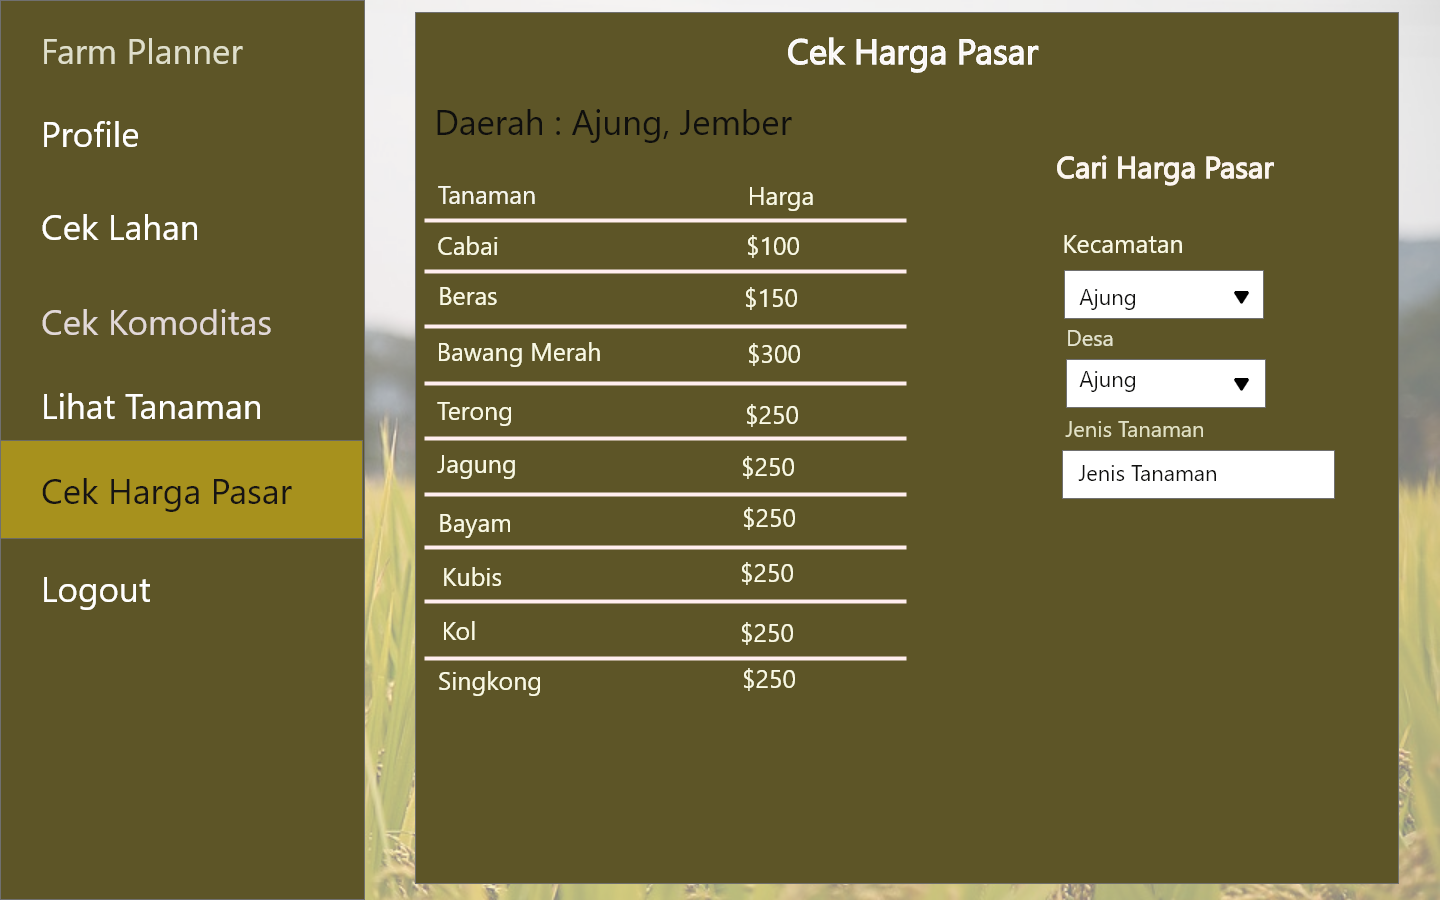 Farm Planner
Profile
Cek Lahan
Cek Komoditas
Lihat Tanaman
Cek Harga Pasar
Logout
Cek Harga Pasar
Daerah : Ajung, Jember
Tanaman Harga
Cabai $100
Beras $150
Bawang Merah $300
Terong $250
Jagung $250
Bayam $250
Kubis $250
Kol $250
Singkong $250
Cari Harga Pasar
Kecamatan
Ajung
Desa
Ajung
Jenis Tanaman
Jenis Tanaman